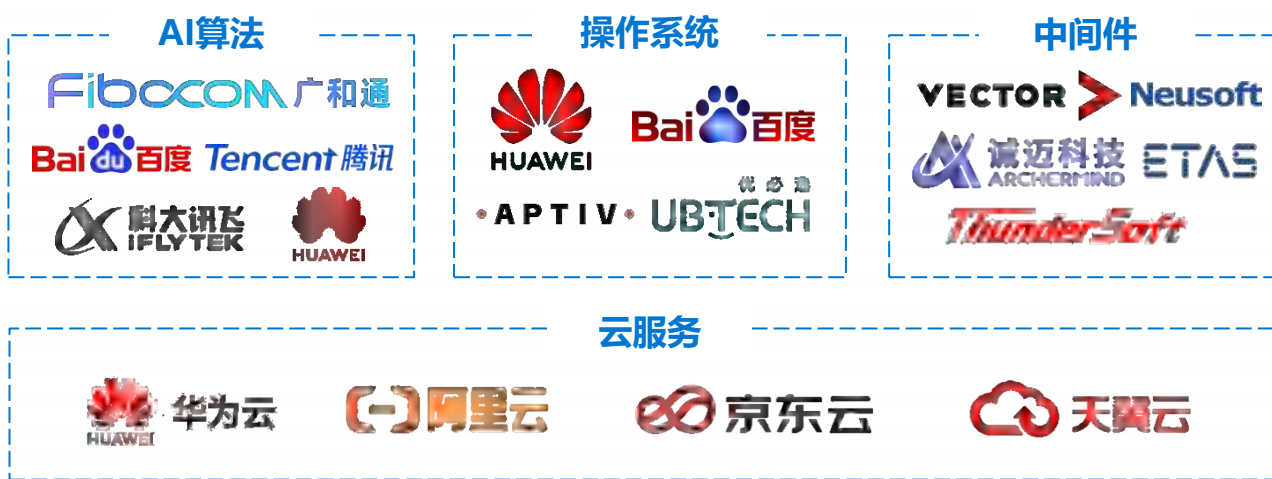 AI算法
Fibocom 广和通
Bai du 百度 Tencent 腾讯
科大讯飞
iFLYTEK
HUAWEI
操作系统
HUAWEI
Bai 百度
· APTIV ·
优必选
UBTECH
中间件
VECTOR Neusoft
诚迈科技
ARCHERMIND
ETAS
ThunderSoft
云服务
HUAWEI 华为云
阿里云
京东云
天翼云